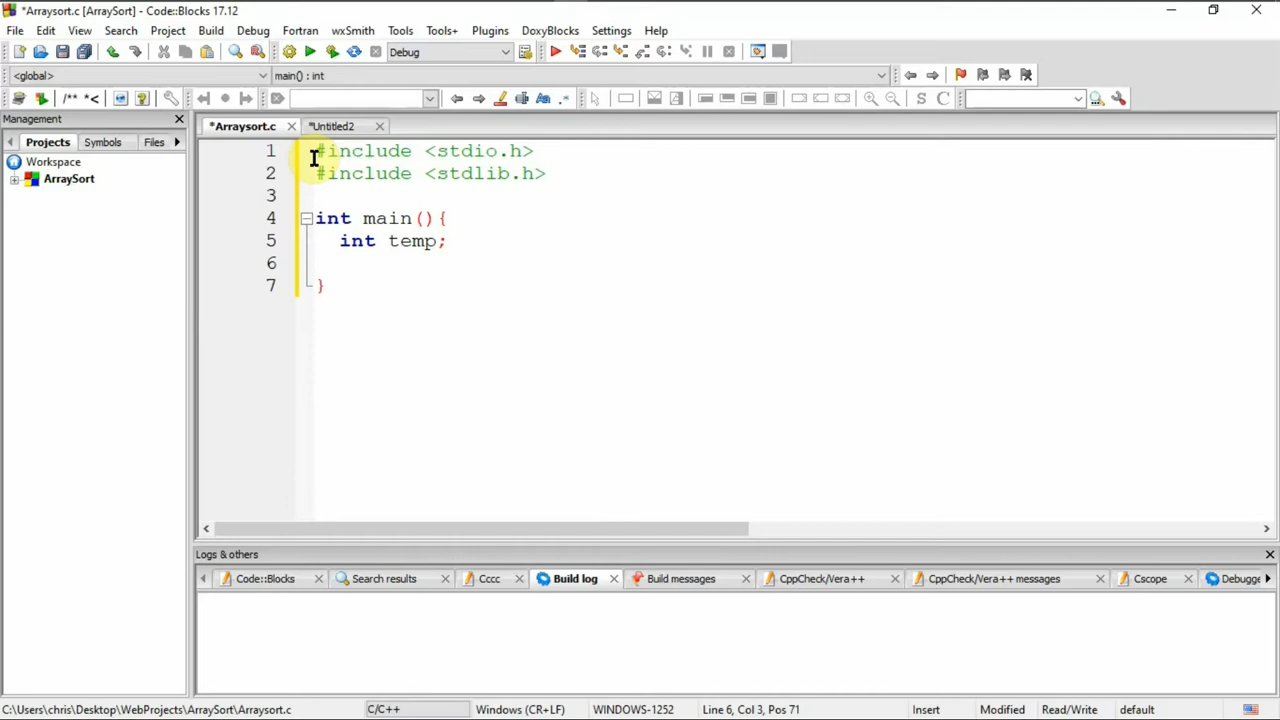 *Arraysort.c [ArraySort] - Code::Blocks 17.12
File Edit View Search Project Build Debug Fortran wxSmith Tools Tools+ Plugins DoxyBlocks Settings Help
Debug
<global> main() : int
/** *< S C
Management
Projects Symbols Files
Workspace
ArraySort
*Arraysort.c *Untitled2
1 #include <stdio.h>
2 #include <stdlib.h>
3
4 int main(){
5 int temp;
6
7 }
Logs & others
Code::Blocks Search results Cccc Build log Build messages CppCheck/Vera++ CppCheck/Vera++ messages Cscope Debugge
C:\Users\chris\Desktop\WebProjects\ArraySort\Arraysort.c C/C++ Windows (CR+LF) WINDOWS-1252 Line 6, Col 3, Pos 71 Insert Modified Read/Write default